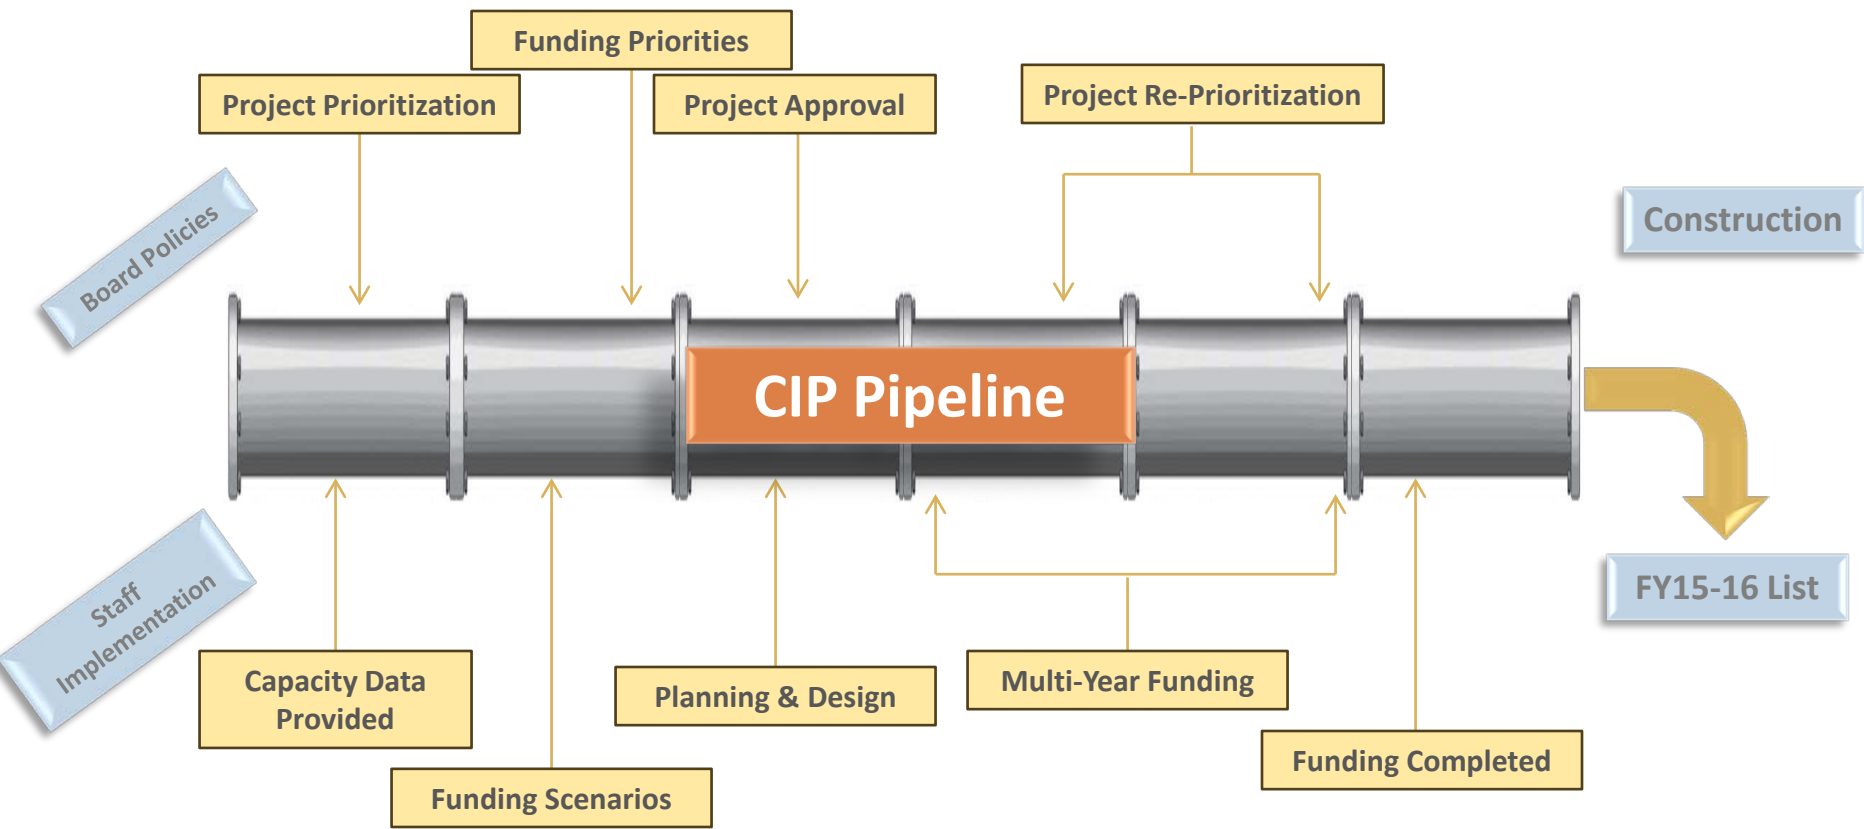 Funding Priorities
Project Prioritization
Project Approval
Project Re-Prioritization
Board Policies
Construction
CIP Pipeline
Staff
Implementation
FY15-16 List
Capacity Data
Provided
Planning & Design
Multi-Year Funding
Funding Completed
Funding Scenarios